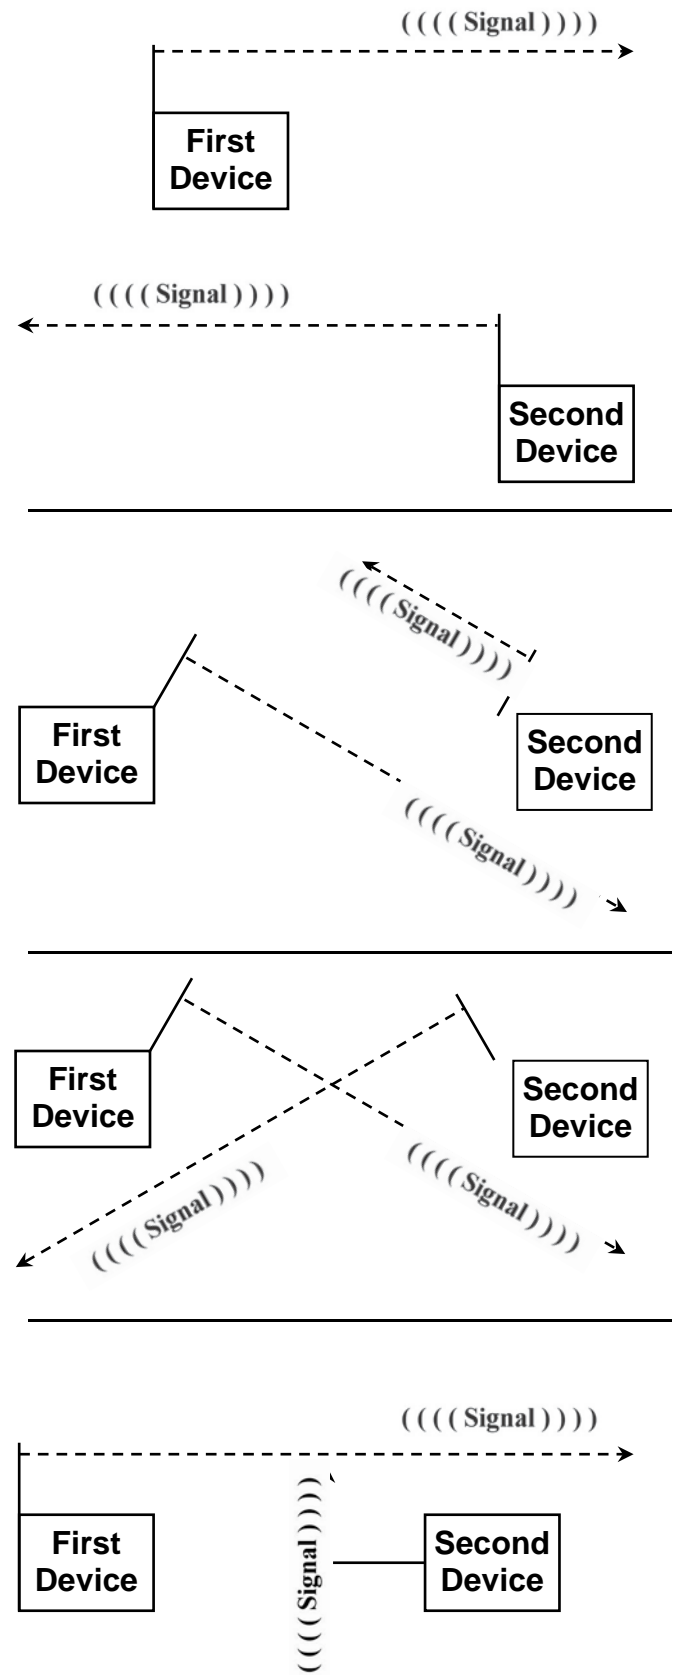 ( ( ( ( Signal ) ) ) )
First
Device
( ( ( ( Signal ) ) ) )
Second
Device
( ( ( ( Signal ) ) ) )
First
Device
Second
Device
( ( ( ( Signal ) ) ) )
First
Device
Second
Device
( ( ( ( Signal ) ) ) )
( ( ( ( Signal ) ) ) )
( ( ( ( Signal ) ) ) )
First
Device
( ( ( ( Signal ) ) ) )
Second
Device